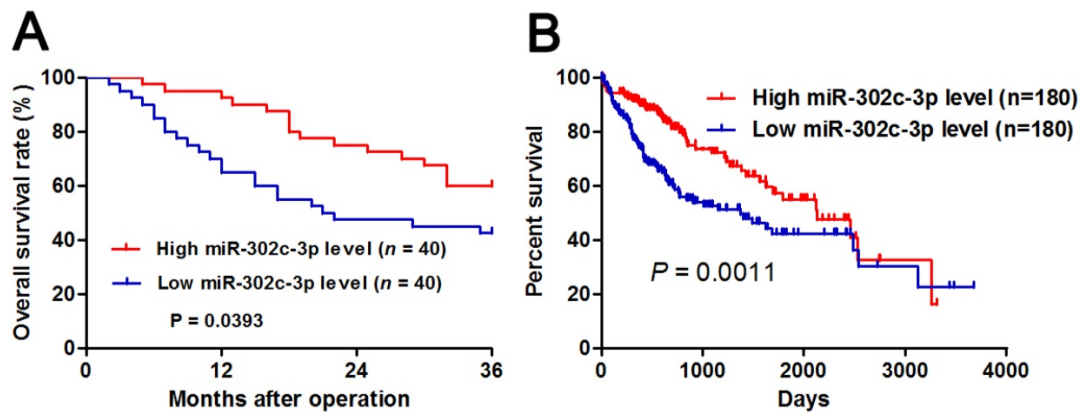 A
Overall survival rate (%)
100
80
60
40
20
0
High miR-302c-3p level (n = 40)
Low miR-302c-3p level (n = 40)
P = 0.0393
0 12 24 36
Months after operation
B
Percent survival
100
80
60
40
20
0
High miR-302c-3p level (n=180)
Low miR-302c-3p level (n=180)
P = 0.0011
0 1000 2000 3000 4000
Days